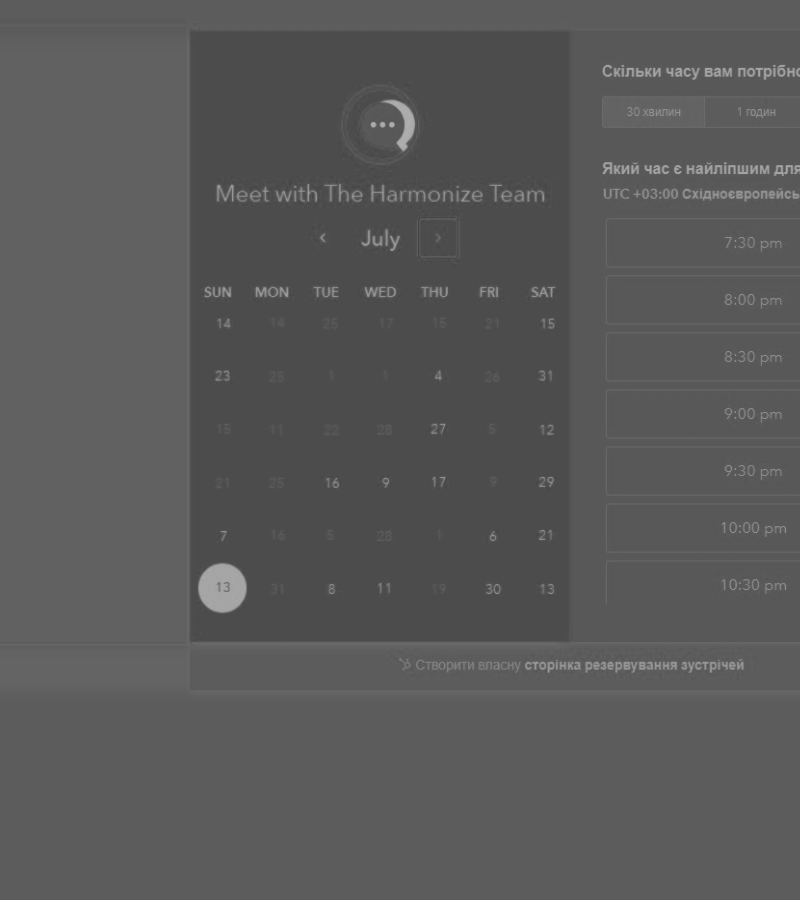 Meet with The Harmonize Team
July
SUN MON TUE WED THU FRI SAT
14 14 25 17 15 21 15
23 25 1 1 4 26 31
15 11 22 28 27 5 12
21 25 16 9 17 9 29
7 16 5 28 1 6 21
13 31 8 11 19 30 13
Скільки часу вам
30 хвилин 1 годин
Який час є найліпшим для
UTC +03:00
7:30 pm
8:00 pm
8:30 pm
9:00 pm
9:30 pm
10:00 pm
10:30 pm
Створити власну сторінка резервування зустрічей